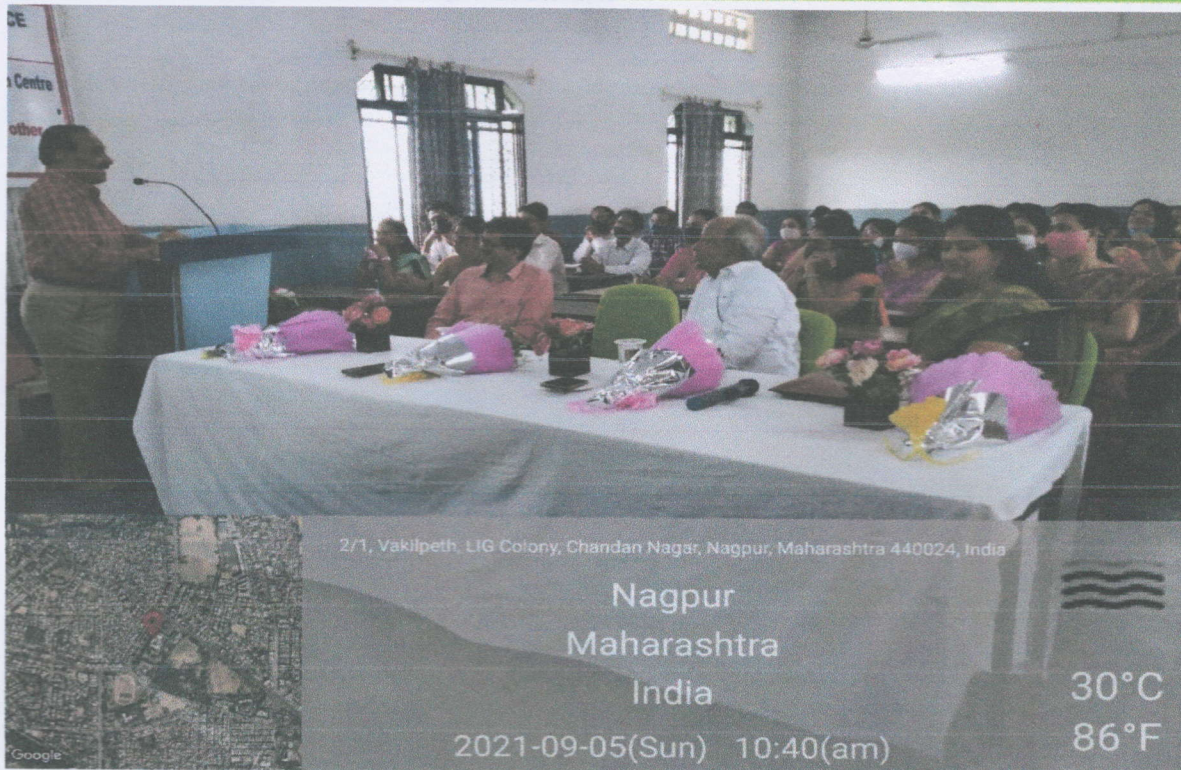 CE
Centre
other
2/1, Vakilpeth, LIG Colony, Chandan Nagar, Nagpur, Maharashtra 440024, India
Nagpur
Maharashtra
India
2021-09-05(Sun) 10:40(am)
30°C
86°F
Google